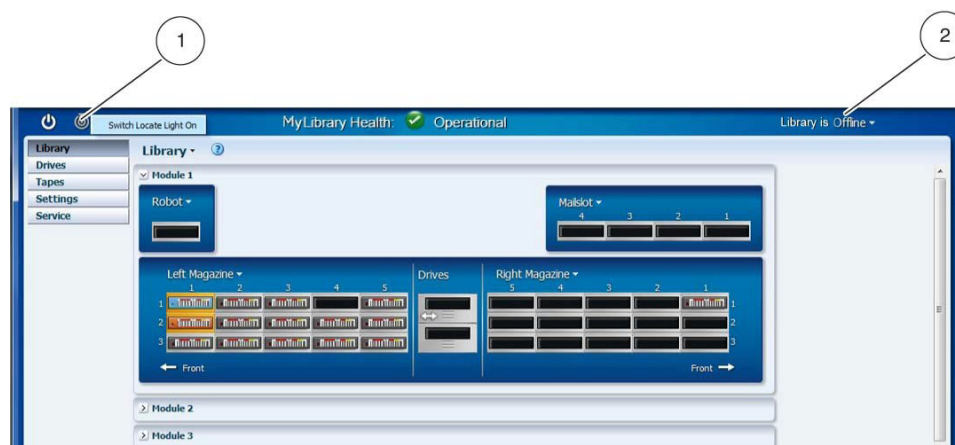 1
2
Switch Locate Light On
MyLibrary Health: Operational
Library is Offline
Library
Drives
Tapes
Settings
Service
Library
?
Module 1
Robot
Mailslot
4 3 2 1
Left Magazine
1 2 3 4 5
1
2
3
Front
Drives
Right Magazine
5 4 3 2 1
1
2
3
Front
Module 2
Module 3